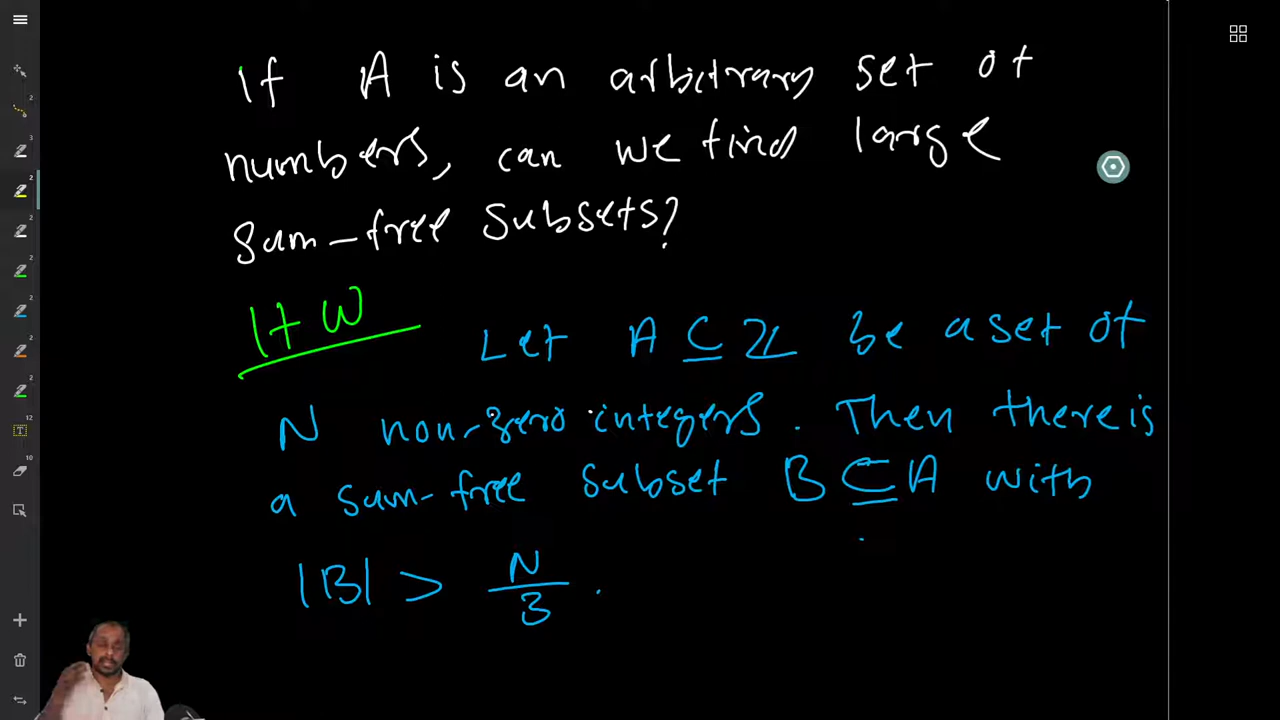 If A is an arbitrary set of
numbers, can we find large
sum-free subsets?
HW Let A ⊆ ℤ be a set of
N non-zero integers. Then there is
a sum-free subset B ⊆ A with
|B| > N/3.